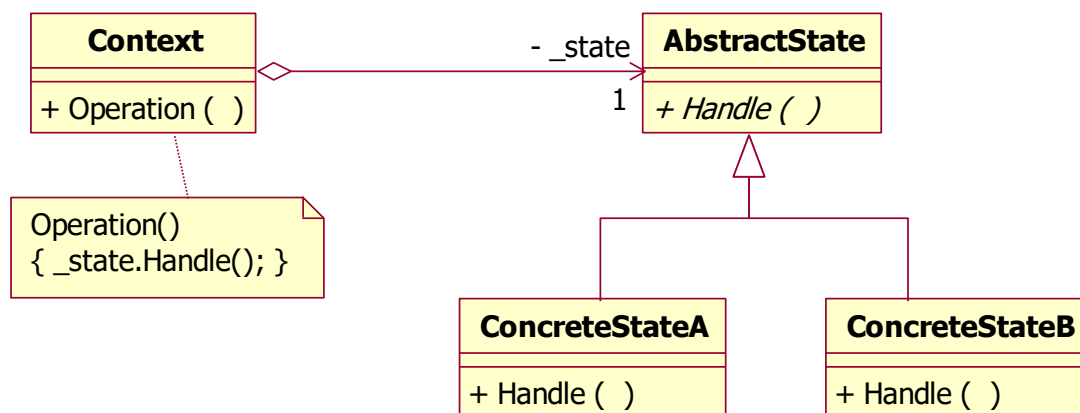 Context
+ Operation ( )
- _state
1
AbstractState
+ Handle ( )
Operation()
{ _state.Handle(); }
ConcreteStateA
+ Handle ( )
ConcreteStateB
+ Handle ( )